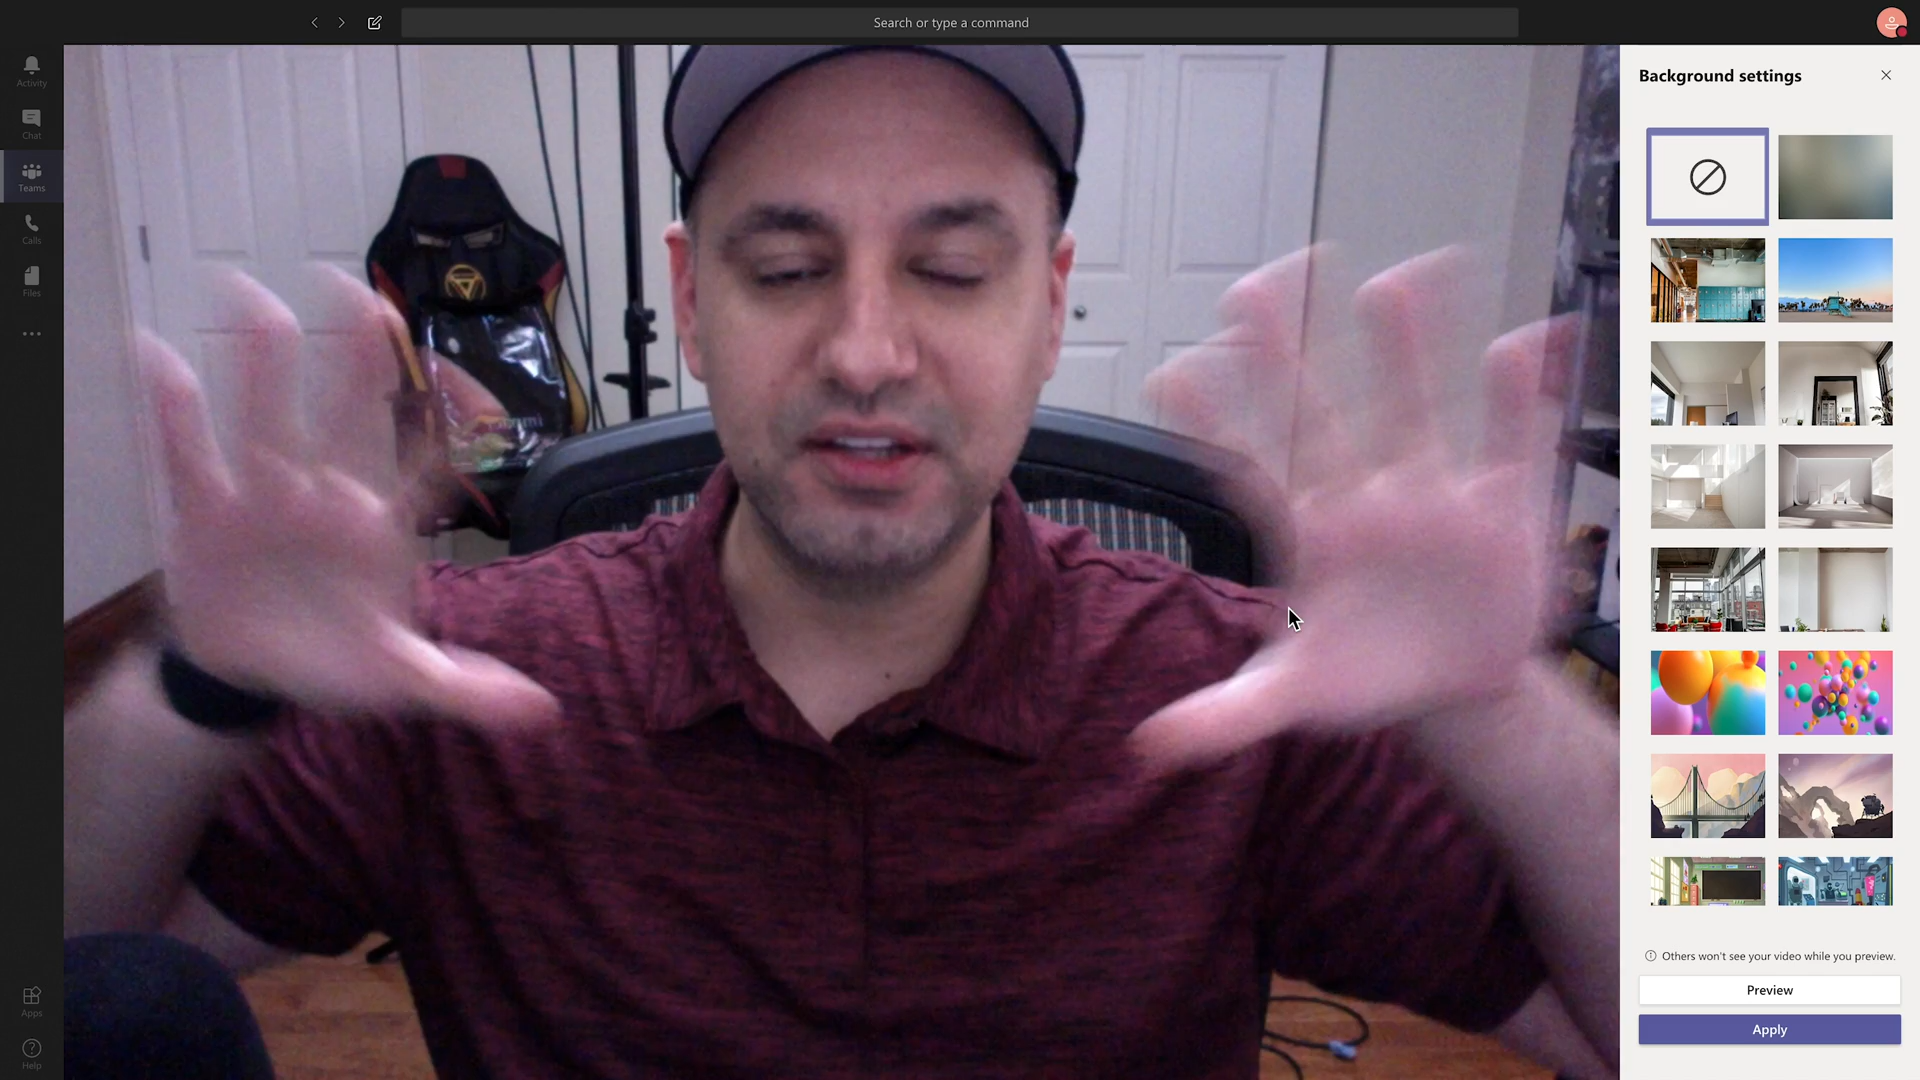 Search or type a command
Activity
Chat
Teams
Calls
Files
Apps
Help
Background settings
Others won't see your video while you preview.
Preview
Apply